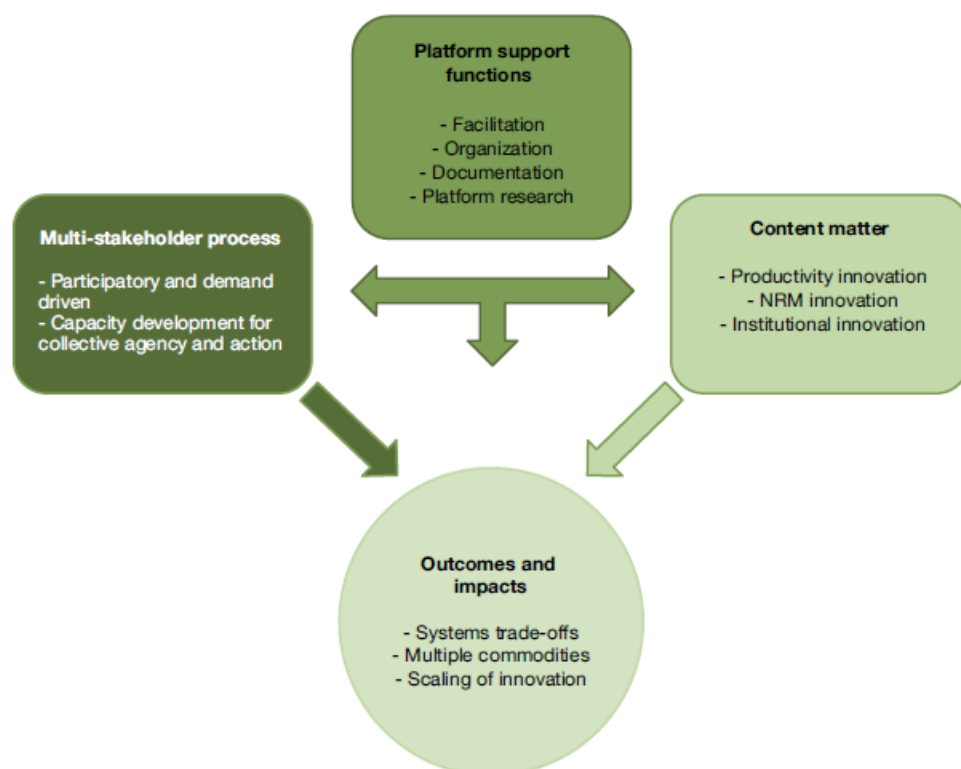 Platform support
functions
- Facilitation
- Organization
- Documentation
- Platform research
Multi-stakeholder process
- Participatory and demand
driven
- Capacity development for
collective agency and action
Content matter
- Productivity innovation
- NRM innovation
- Institutional innovation
Outcomes and
impacts
- Systems trade-offs
- Multiple commodities
- Scaling of innovation